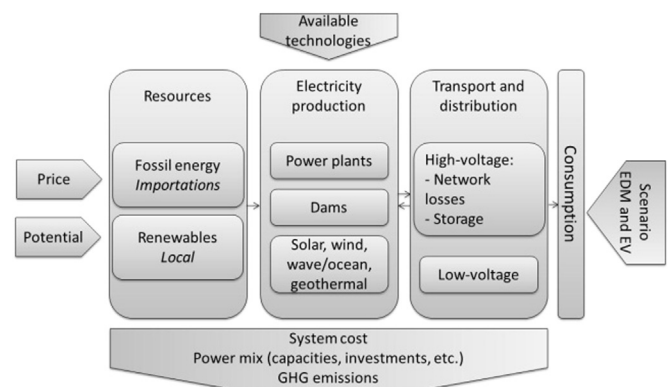 Available
technologies
Resources
Electricity
production
Transport and
distribution
Price
Potential
Fossil energy
Importations
Renewables
Local
Power plants
Dams
Solar, wind,
wave/ocean,
geothermal
High-voltage:
- Network
losses
- Storage
Low-voltage
Consumption
Scenario
EDM and EV
System cost
Power mix (capacities, investments, etc.)
GHG emissions